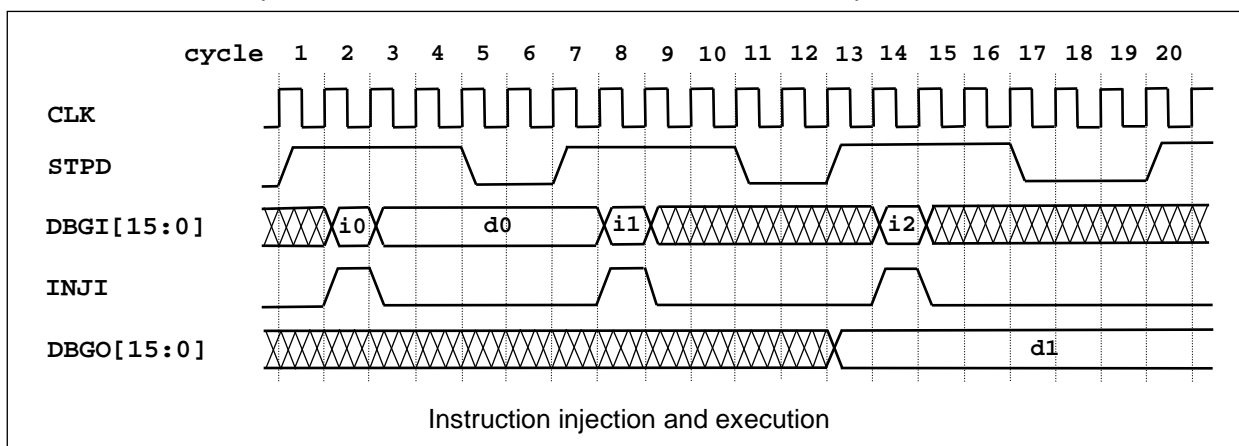 cycle 1 2 3 4 5 6 7 8 9 10 11 12 13 14 15 16 17 18 19 20
CLK
STPD
DBGI[15:0] i0 d0 i1 i2
INJI
DBGO[15:0] d1
Instruction injection and execution